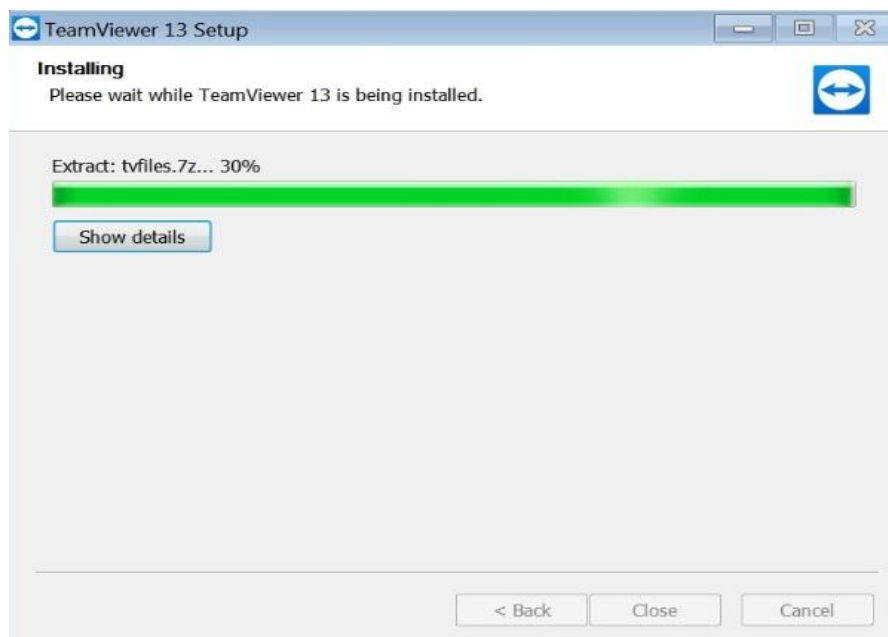 TeamViewer 13 Setup
Installing
Please wait while TeamViewer 13 is being installed.
Extract: tvfiles.7z... 30%
Show details
< Back
Close
Cancel